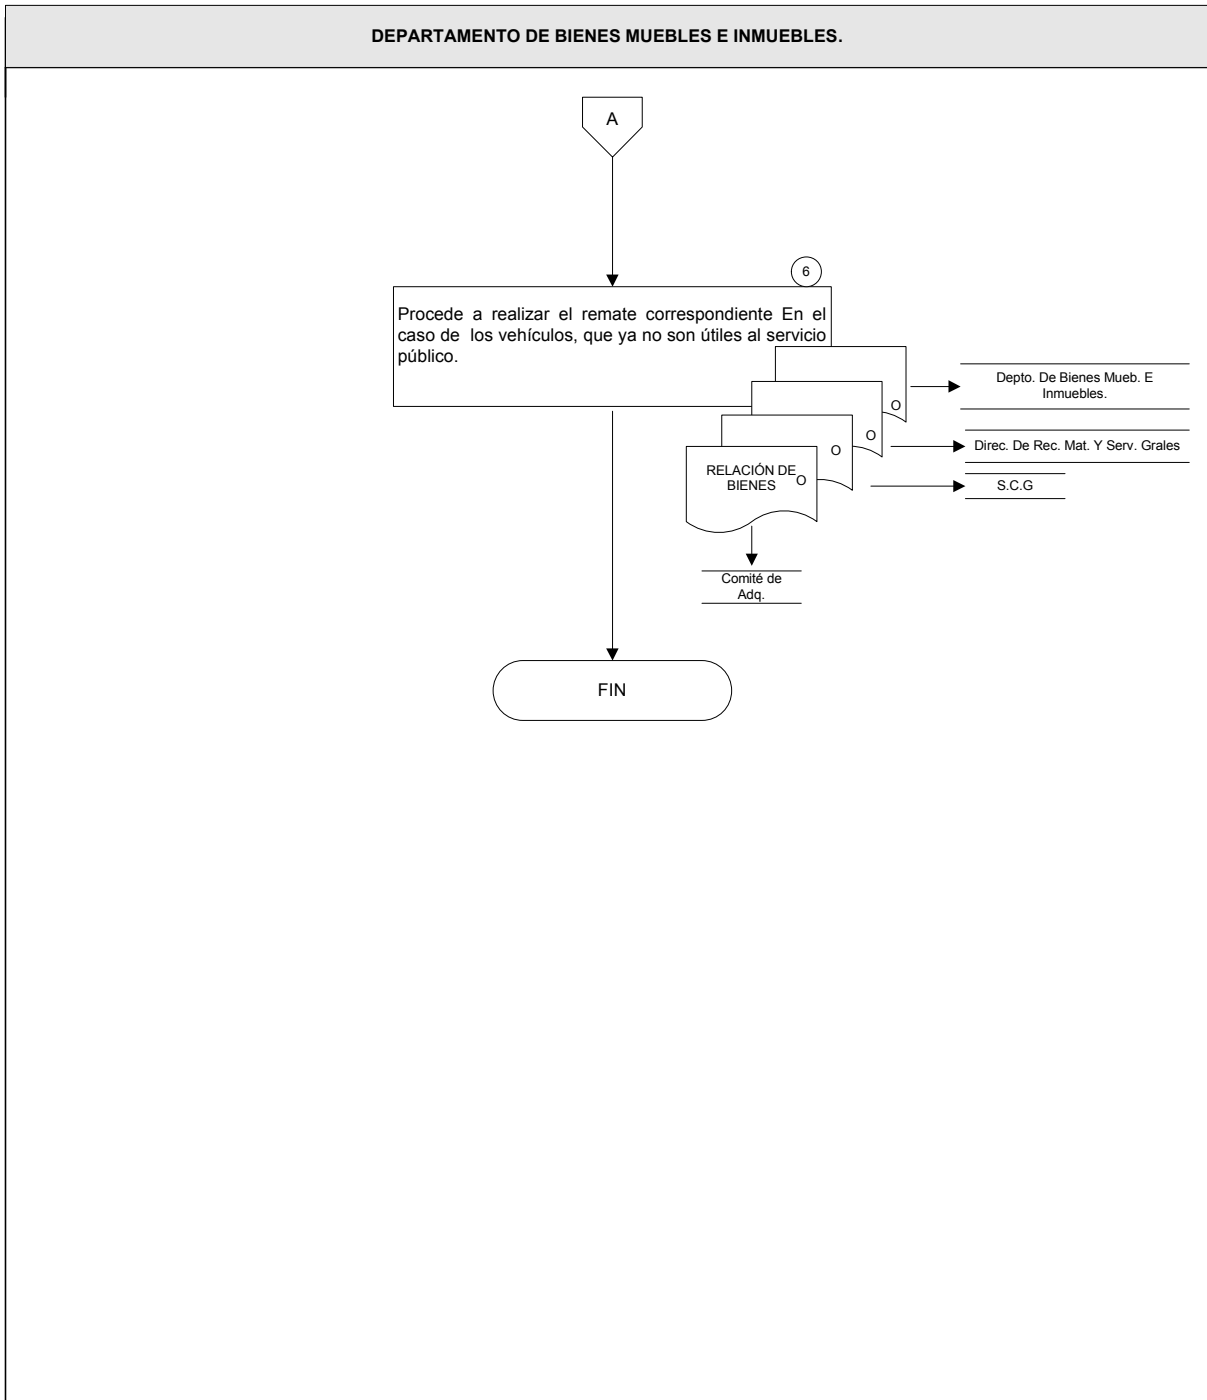 DEPARTAMENTO DE BIENES MUEBLES E INMUEBLES.
A
6
Procede a realizar el remate correspondiente En el
caso de los vehículos, que ya no son útiles al servicio
público.
Depto. De Bienes Mueb. E
Inmuebles.
O
O
Direc. De Rec. Mat. Y Serv. Grales
O
RELACIÓN DE
BIENES
O
S.C.G
Comité de
Adq.
FIN